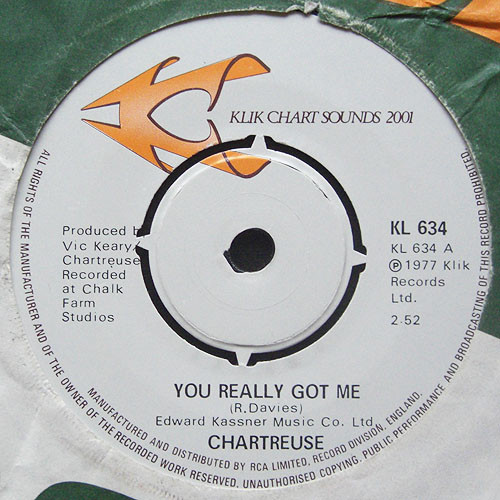 KLIK CHART SOUNDS 2001
Produced by
Vic Keary/
Chartreuse
Recorded
at Chalk
Farm
Studios
KL 634
KL 634 A
Ⓟ 1977 Klik
Records
Ltd.
2.52
YOU REALLY GOT ME
(R.Davies)
Edward Kassner Music Co. Ltd
CHARTREUSE
ALL RIGHTS OF THE MANUFACTURER AND OF THE OWNER OF THE RECORDED WORK RESERVED. UNAUTHORISED COPYING, PUBLIC PERFORMANCE AND BROADCASTING OF THIS RECORD PROHIBITED
MANUFACTURED AND DISTRIBUTED BY RCA LIMITED, RECORD DIVISION, ENGLAND.